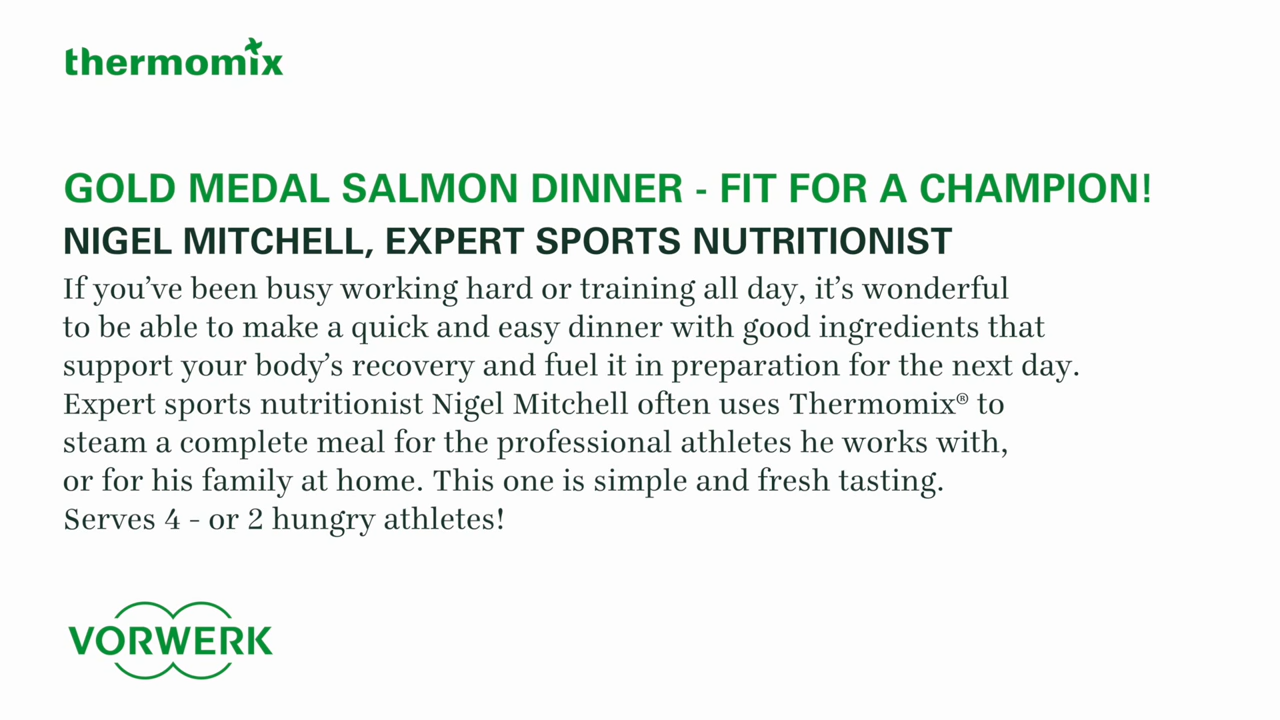 thermomix
GOLD MEDAL SALMON DINNER - FIT FOR A CHAMPION!
NIGEL MITCHELL, EXPERT SPORTS NUTRITIONIST
If you’ve been busy working hard or training all day, it’s wonderful
to be able to make a quick and easy dinner with good ingredients that
support your body’s recovery and fuel it in preparation for the next day.
Expert sports nutritionist Nigel Mitchell often uses Thermomix® to
steam a complete meal for the professional athletes he works with,
or for his family at home. This one is simple and fresh tasting.
Serves 4 - or 2 hungry athletes!
VORWERK